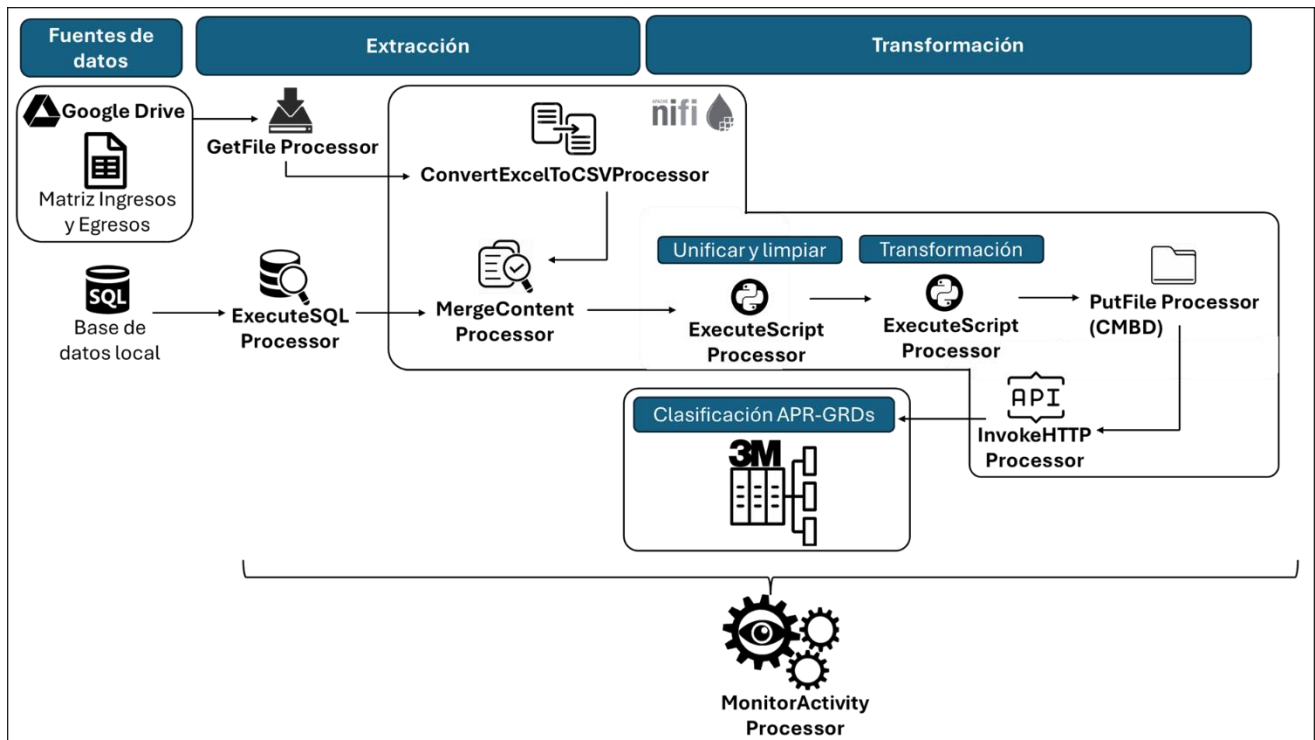 Fuentes de
datos
Extracción
Transformación
Google Drive
Matriz Ingresos
y Egresos
GetFile Processor
ConvertExcelToCSVProcessor
APACHE
nifi
SQL
Base de
datos local
ExecuteSQL
Processor
MergeContent
Processor
Unificar y limpiar
ExecuteScript
Processor
Transformación
ExecuteScript
Processor
PutFile Processor
(CMBD)
API
InvokeHTTP
Processor
Clasificación APR-GRDs
3M
MonitorActivity
Processor